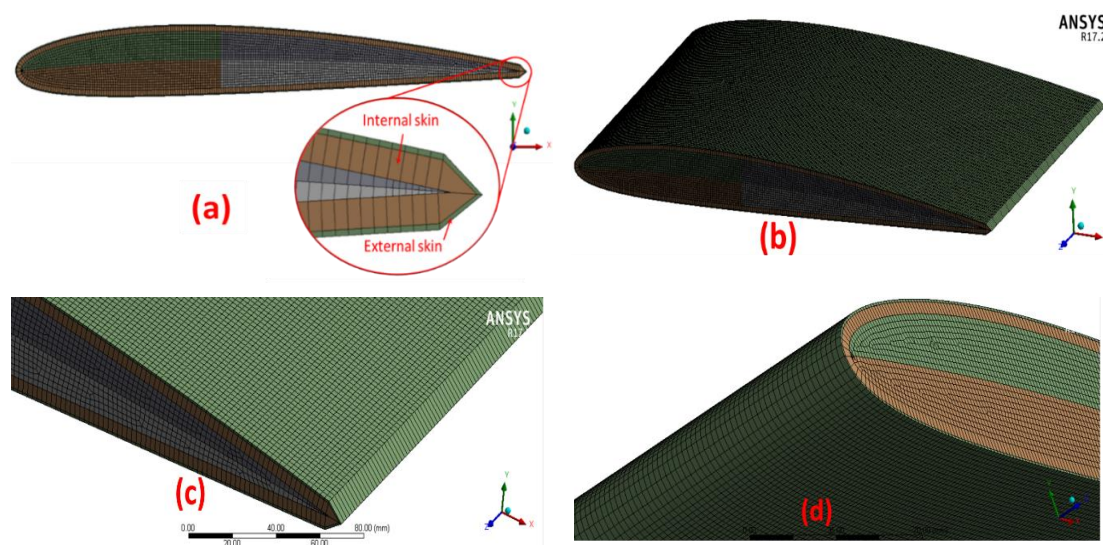 Internal skin
External skin
Y
X
(a)
ANSYS
R17.2
Y
Z
(b)
ANSYS
R17
0.00 40.00 80.00 (mm)
20.00 60.00
Y
Z
X
(c)
ANSYS
Y
(d)